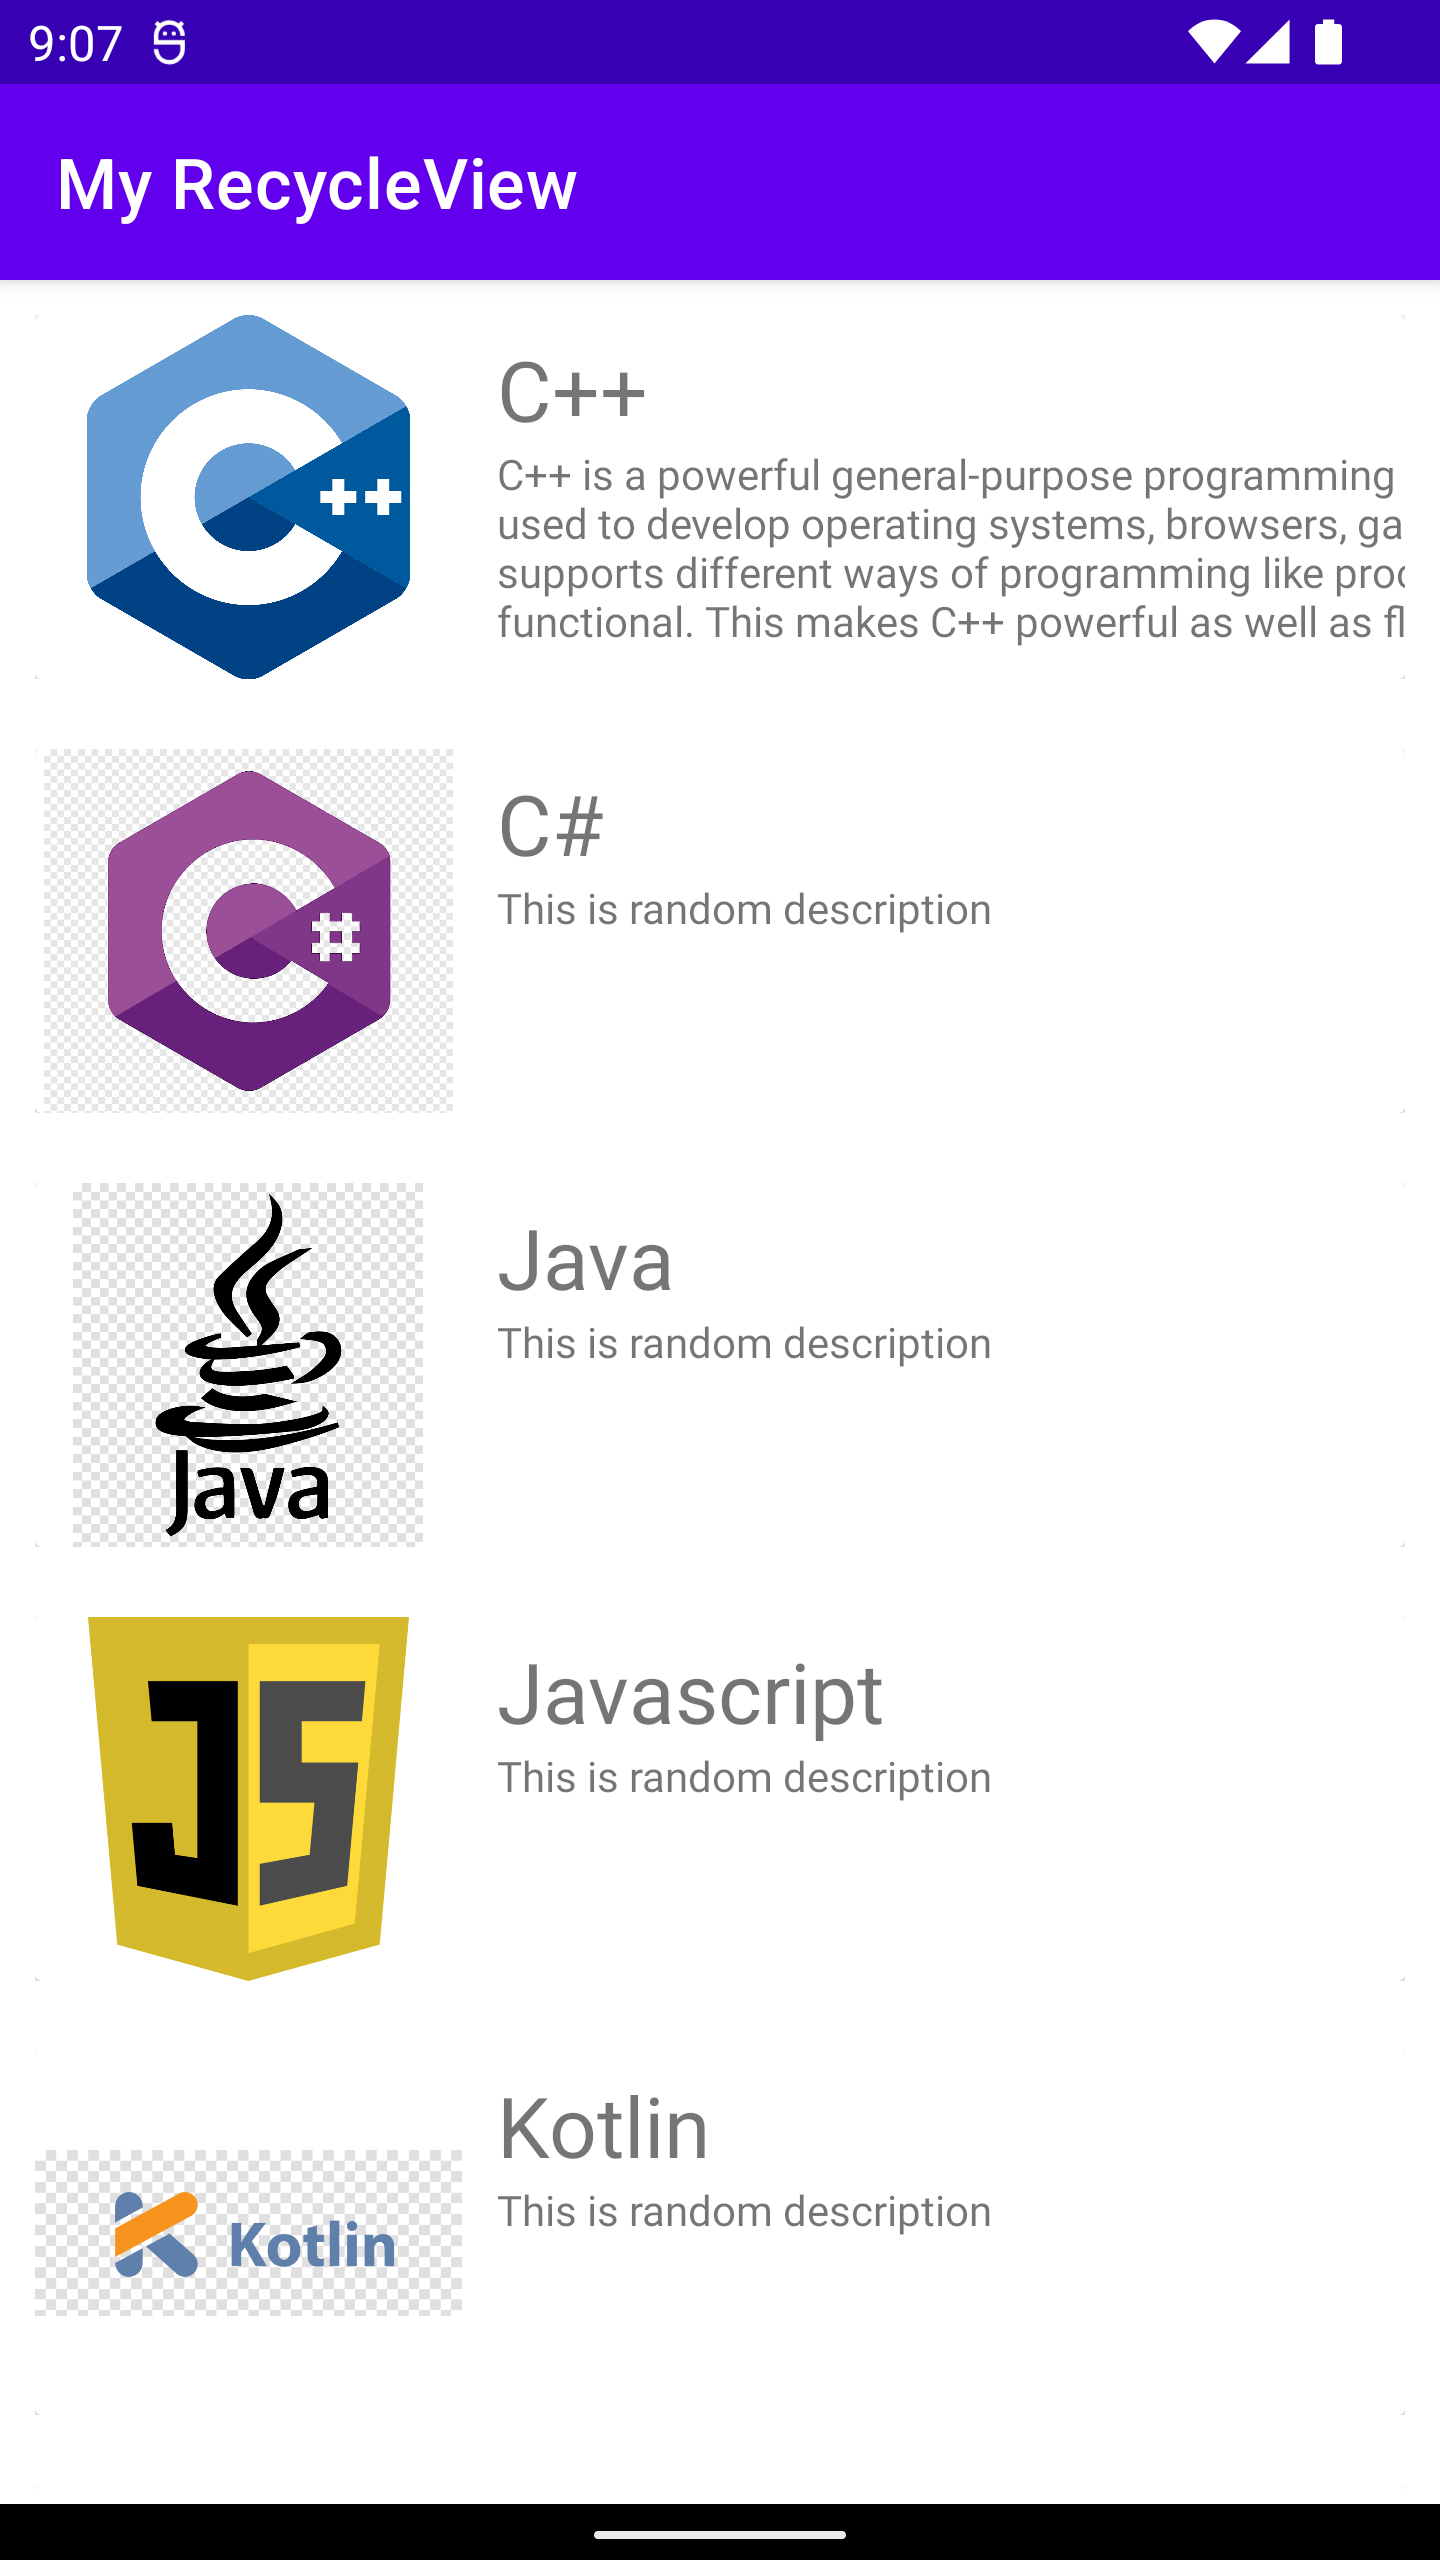 9:07
My RecycleView
C++
C++ is a powerful general-purpose programming
used to develop operating systems, browsers, ga
supports different ways of programming like
functional. This makes C++ powerful as well as
C#
This is random description
Java
Java
This is random description
JS
Javascript
This is random description
Kotlin
Kotlin
This is random description